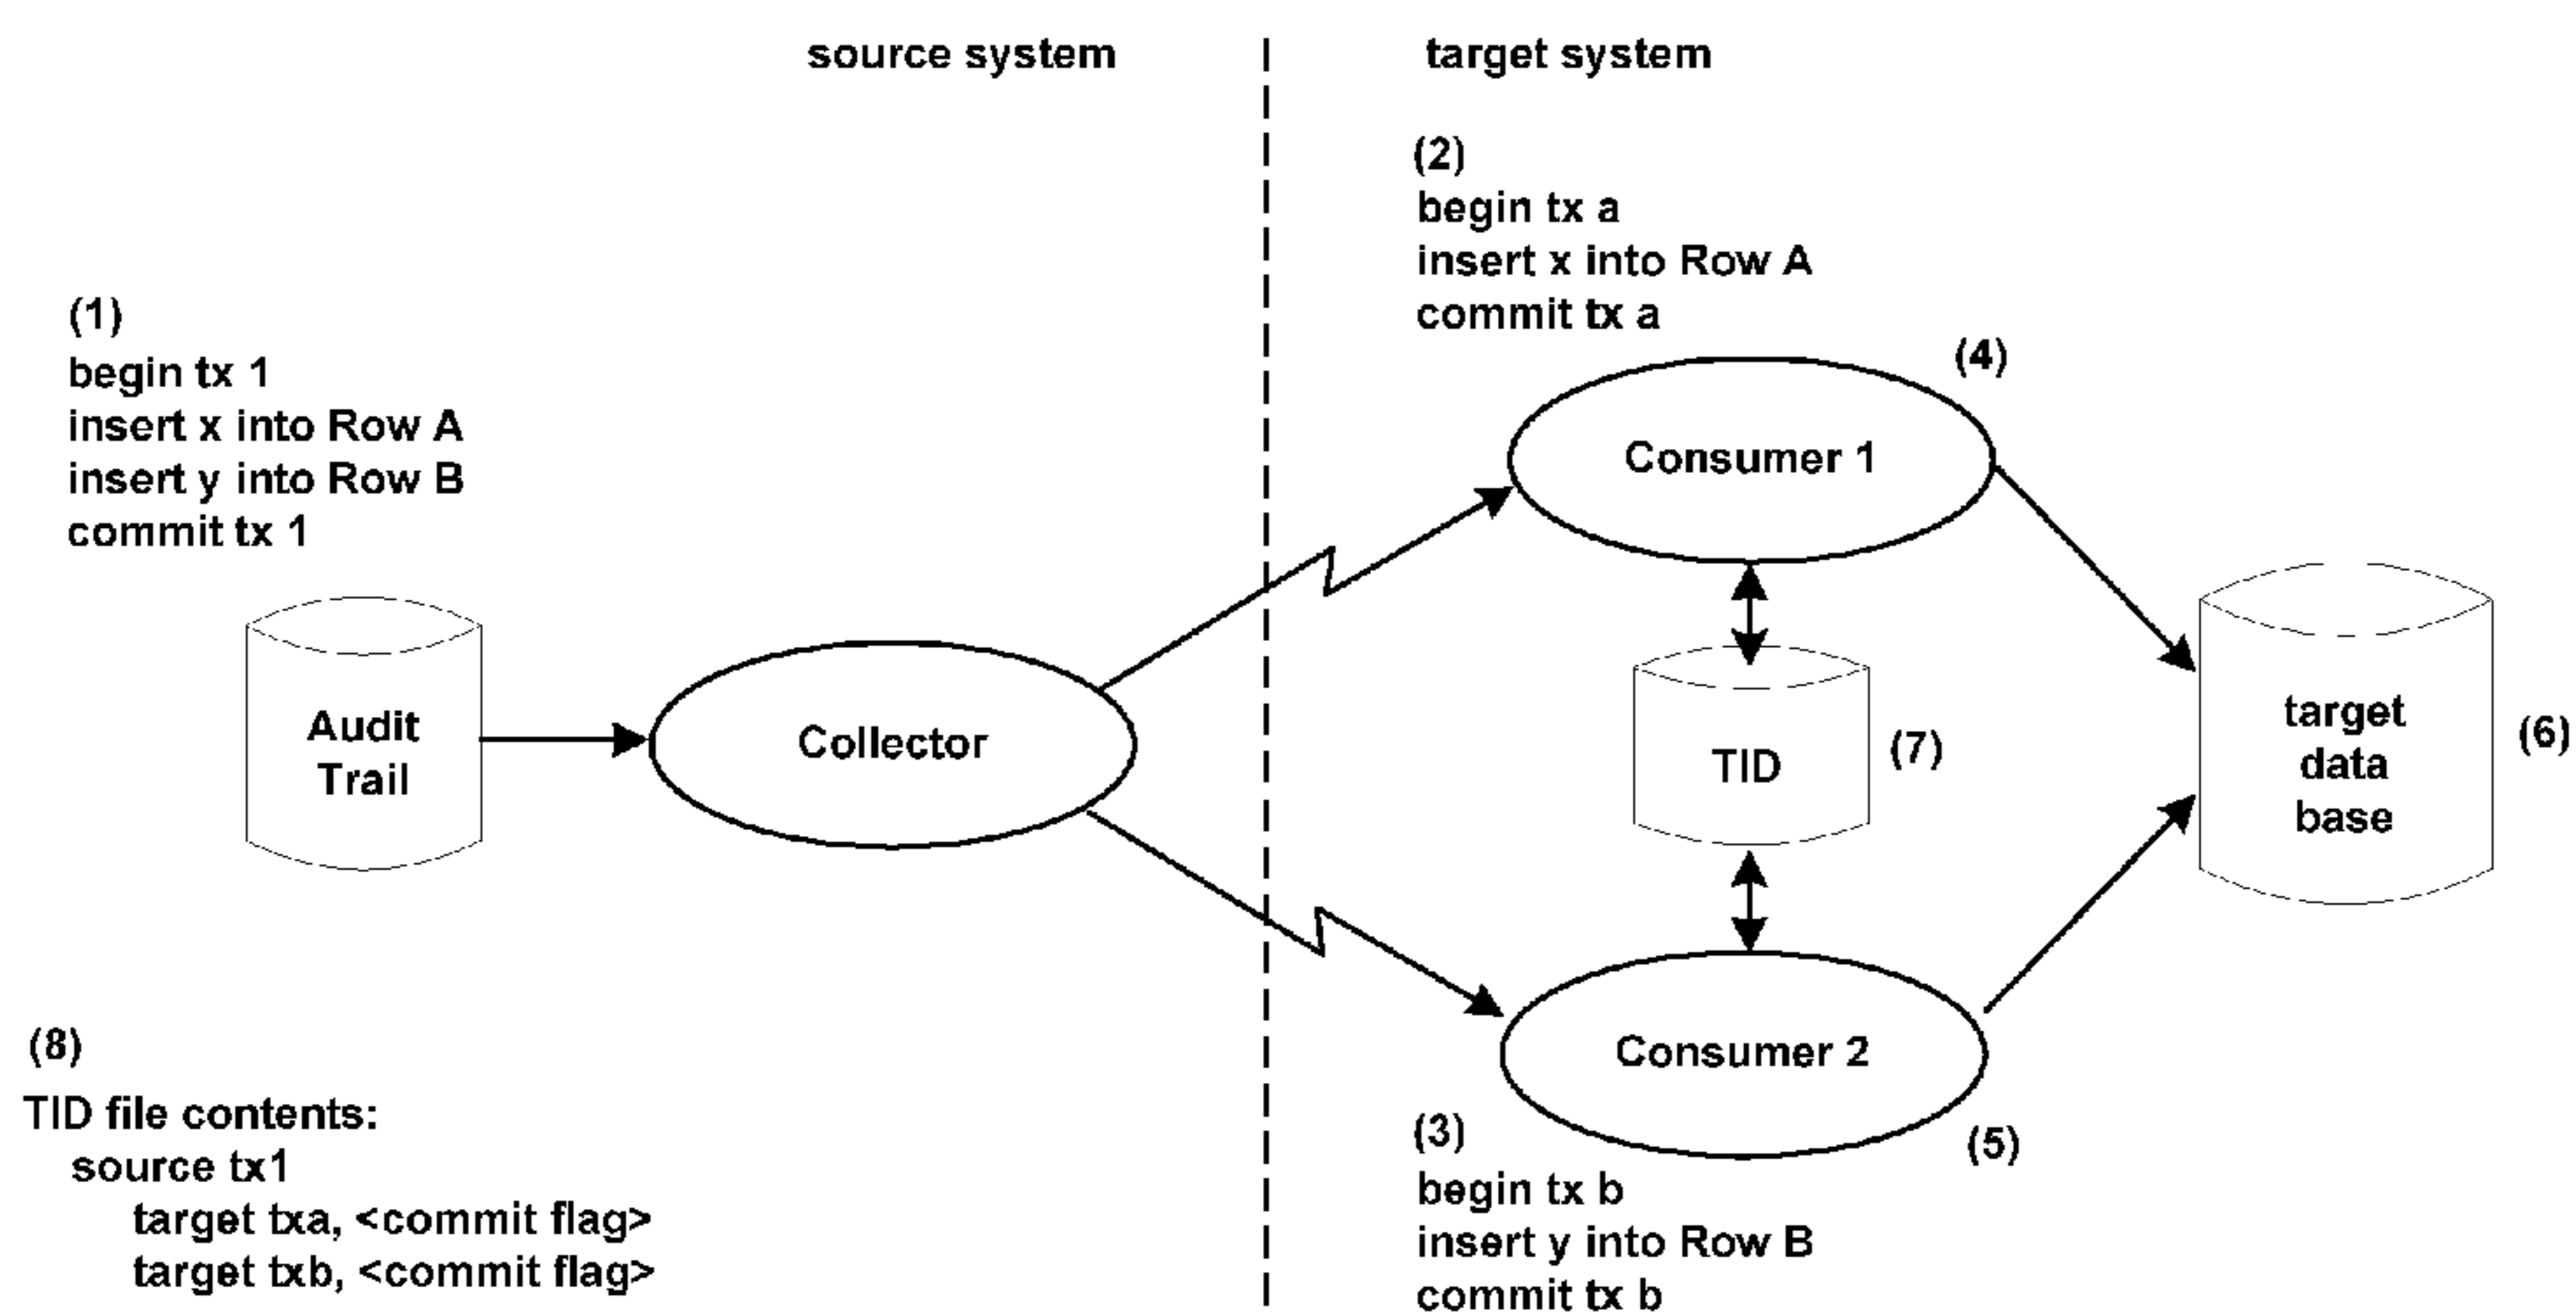 source system
target system
(1)
begin tx 1
insert x into Row A
insert y into Row B
commit tx 1
(2)
begin tx a
insert x into Row A
commit tx a
(4)
Consumer 1
Audit
Trail
Collector
TID
(7)
target
data
base
(6)
Consumer 2
(5)
(3)
begin tx b
insert y into Row B
commit tx b
(8)
TID file contents:
source tx1
target txa, <commit flag>
target txb, <commit flag>